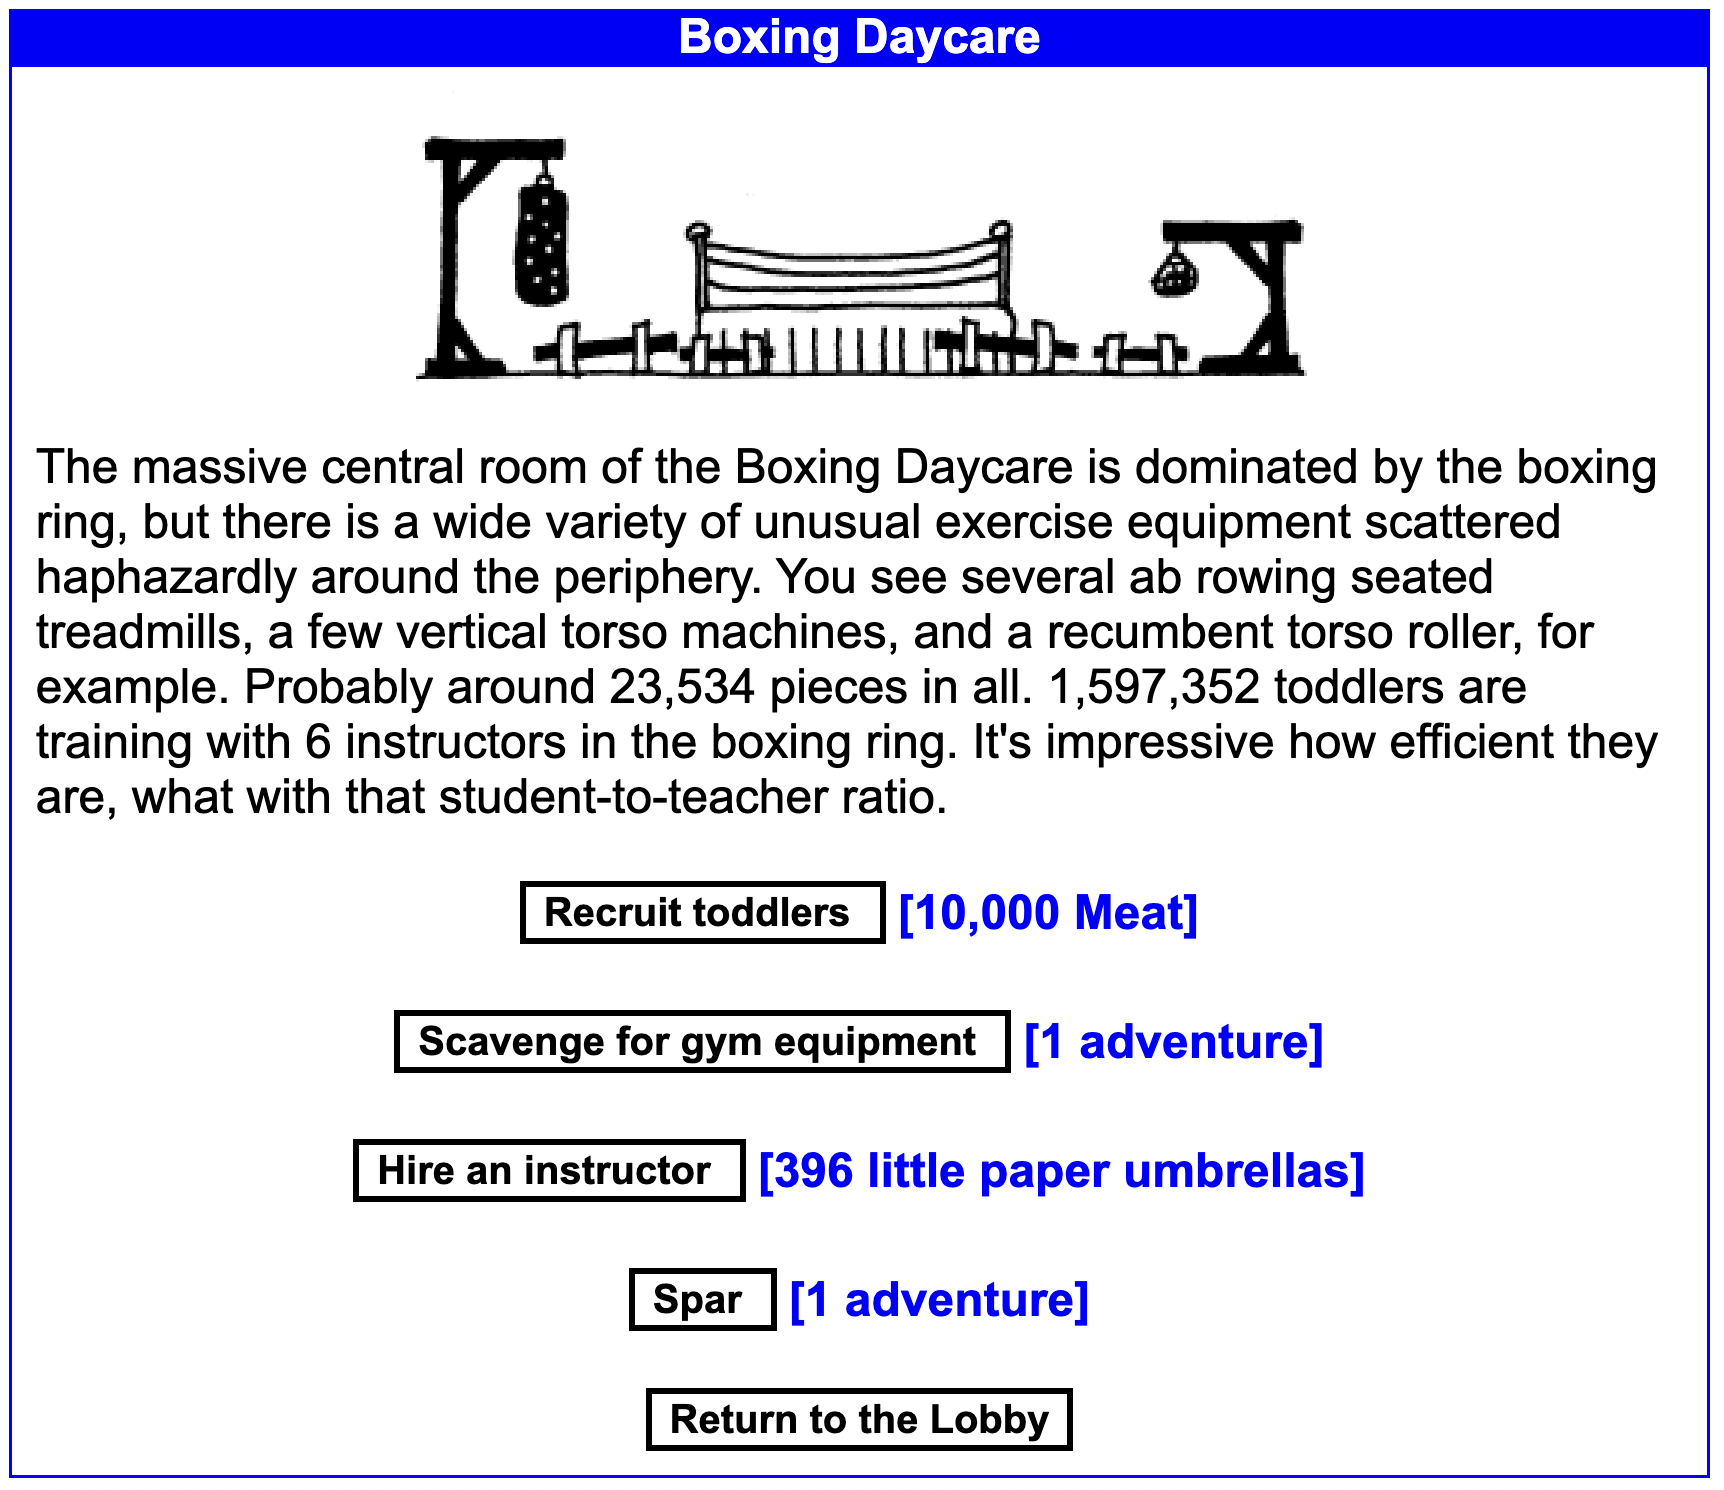 Boxing Daycare
The massive central room of the Boxing Daycare is dominated by the boxing
ring, but there is a wide variety of unusual exercise equipment scattered
haphazardly around the periphery. You see several ab rowing seated
treadmills, a few vertical torso machines, and a recumbent torso roller, for
example. Probably around 23,534 pieces in all. 1,597,352 toddlers are
training with 6 instructors in the boxing ring. It's impressive how efficient they
are, what with that student-to-teacher ratio.
Recruit toddlers [10,000 Meat]
Scavenge for gym equipment [1 adventure]
Hire an instructor [396 little paper umbrellas]
Spar [1 adventure]
Return to the Lobby